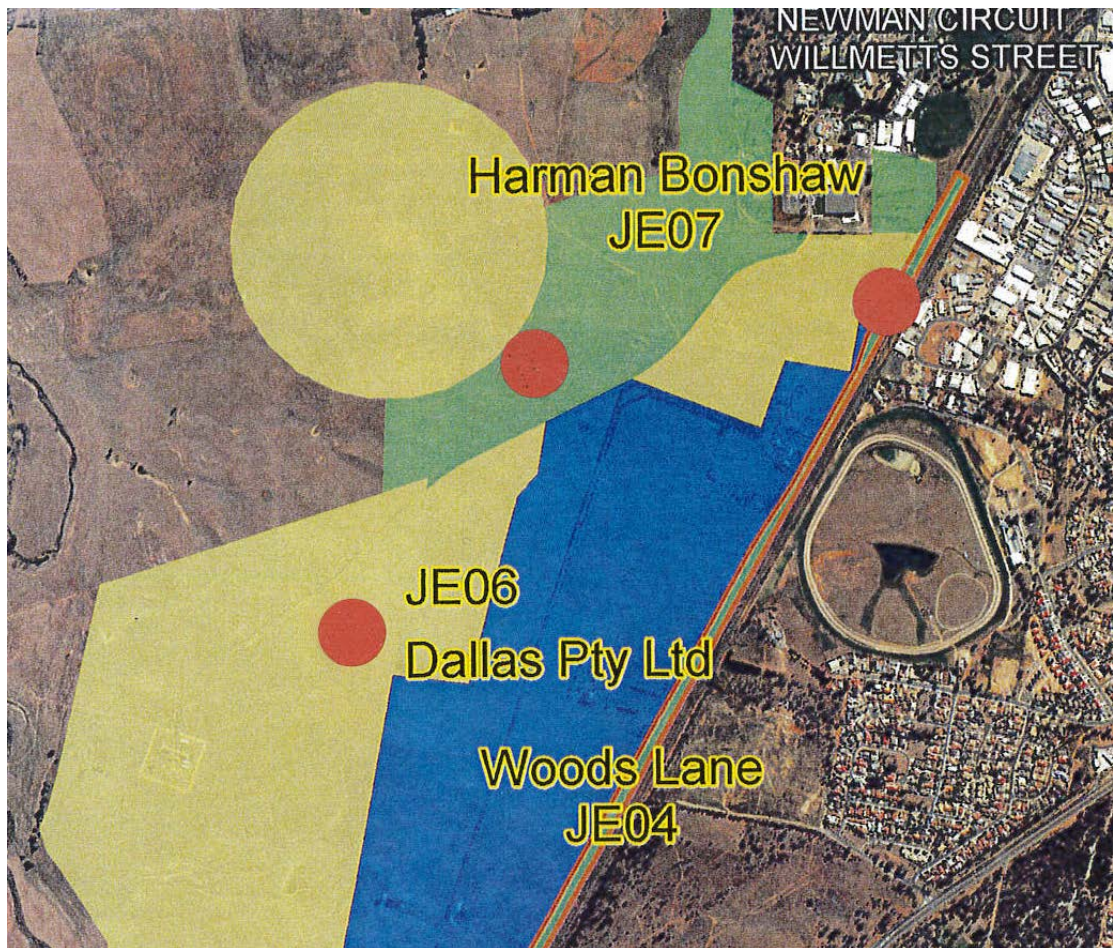 NEWMAN CIRCUIT
WILLMETTS STREET
Harman Bonshaw
JE07
JE06
Dallas Pty Ltd
Woods Lane
JE04